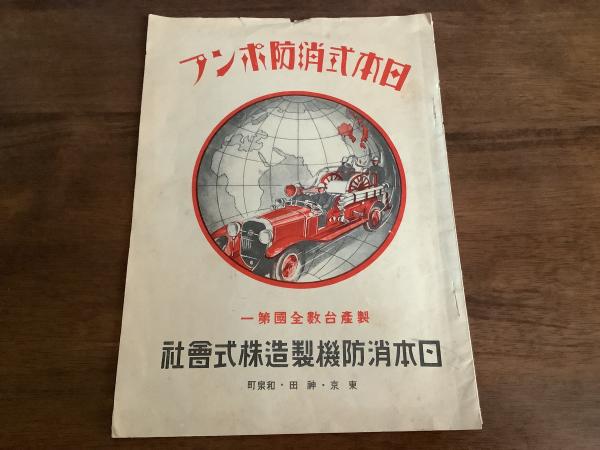 日本式消防ポンプ
製產台數全國第一
日本消防機製造株式會社
東京・神田・和泉町